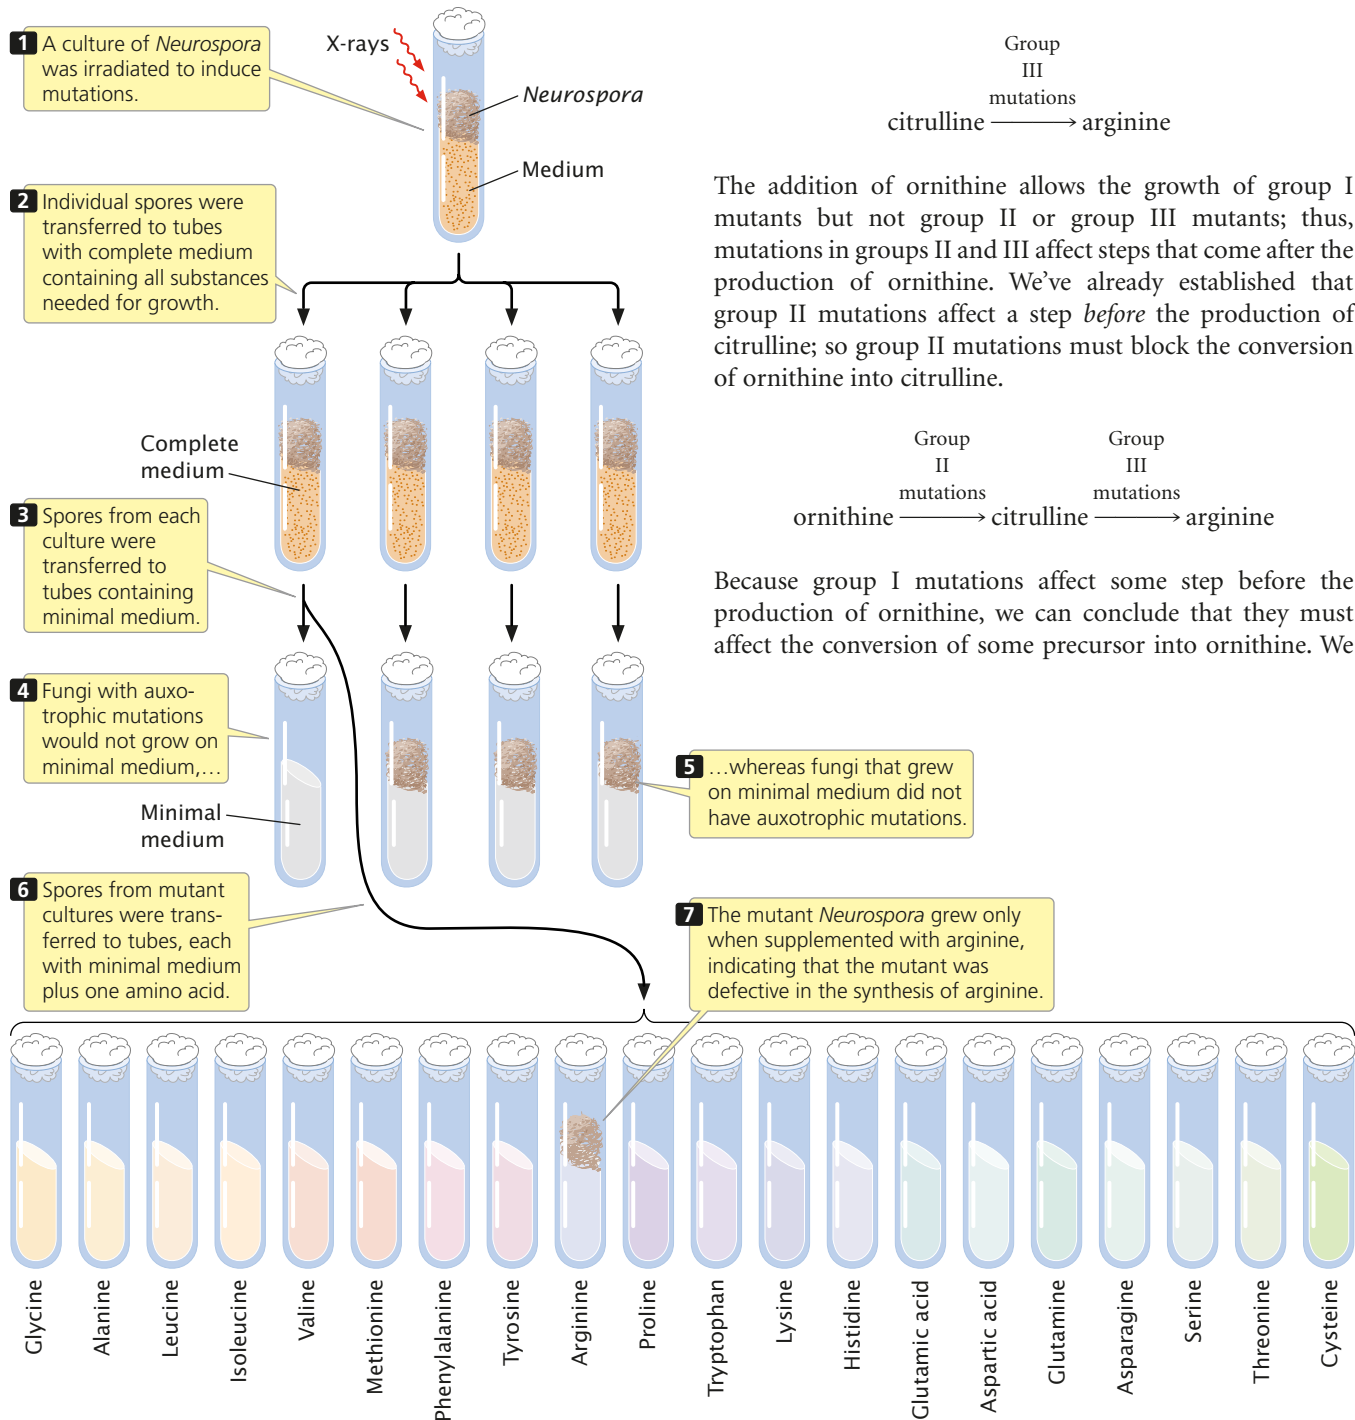 1 A culture of Neurospora
was irradiated to induce
mutations.
X-rays
Neurospora
Medium
2 Individual spores were
transferred to tubes
with complete medium
containing all substances
needed for growth.
Complete
medium
3 Spores from each
culture were
transferred to
tubes containing
minimal medium.
4 Fungi with auxo-
trophic mutations
would not grow on
minimal medium,…
Minimal
medium
5 …whereas fungi that grew
on minimal medium did not
have auxotrophic mutations.
6 Spores from mutant
cultures were trans-
ferred to tubes, each
with minimal medium
plus one amino acid.
7 The mutant Neurospora grew only
when supplemented with arginine,
indicating that the mutant was
defective in the synthesis of arginine.
Glycine
Alanine
Leucine
Isoleucine
Valine
Methionine
Phenylalanine
Tyrosine
Arginine
Proline
Tryptophan
Lysine
Histidine
Glutamic acid
Aspartic acid
Glutamine
Asparagine
Serine
Threonine
Cysteine
Group
III
mutations
citrulline ⟶ arginine
The addition of ornithine allows the growth of group I
mutants but not group II or group III mutants; thus,
mutations in groups II and III affect steps that come after the
production of ornithine. We’ve already established that
group II mutations affect a step before the production of
citrulline; so group II mutations must block the conversion
of ornithine into citrulline.
Group Group
II III
mutations mutations
ornithine ⟶ citrulline ⟶ arginine
Because group I mutations affect some step before the
production of ornithine, we can conclude that they must
affect the conversion of some precursor into ornithine. We